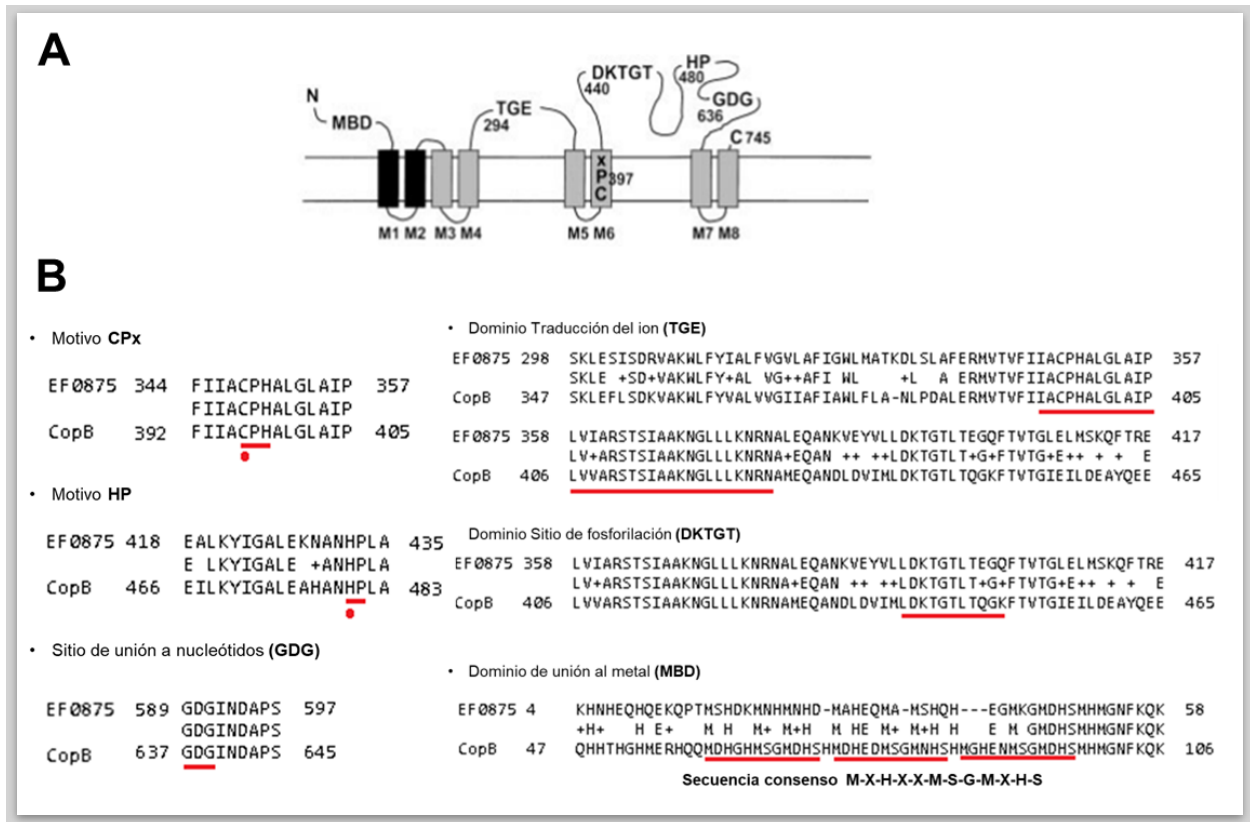 A
N
MBD
TGE
294
DKTGT
440
HP
480
GDG
636
C 745
x
P 397
C
M1 M2 M3 M4 M5 M6 M7 M8
B
• Motivo CPx
EF0875 344 FIIACPHALGLAIP 357
FIIACPHALGLAIP
CopB 392 FIIACPHALGLAIP 405
• Motivo HP
EF0875 418 EALKYIGALEKNANHPLA 435
E LKYIGALE +ANHPLA
CopB 466 EILKYIGALEAHANHPLA 483
• Sitio de unión a nucleótidos (GDG)
EF0875 589 GDGINDAPS 597
GDGINDAPS
CopB 637 GDGINDAPS 645
• Dominio Traducción del ion (TGE)
EF0875 298 SKLESISDRVAKWLFYIALFVGVLAFIGWLMATKDLSLAFERMVTVFIIACPHALGLAIP 357
SKLE +SD+VAKWLFY+AL VG++AFI WL +L A ERMVTVFIIACPHALGLAIP
CopB 347 SKLEFLSDKVAKWLFYVALVVGIIAFIAWLFLA-NLPDALERMVTVFIIACPHALGLAIP 405
EF0875 358 LVIARSTSIAAKNGLLLKNRNALEQANKVEYVLLDKTGTLTEGQFTVTGLELMSKQFTRE 417
LV+ARSTSIAAKNGLLLKNRNA+EQAN ++ ++LDKTGTLT+G+FTVTG+E++ + + E
CopB 406 LVVARSTSIAAKNGLLLKNRNAMEQANDLDVIMLDKTGTLTQGKFTVTGIEILDEAYQEE 465
Dominio Sitio de fosforilación (DKTGT)
EF0875 358 LVIARSTSIAAKNGLLLKNRNALEQANKVEYVLLDKTGTLTEGQFTVTGLELMSKQFTRE 417
LV+ARSTSIAAKNGLLLKNRNA+EQAN ++ ++LDKTGTLT+G+FTVTG+E++ + + E
CopB 406 LVVARSTSIAAKNGLLLKNRNAMEQANDLDVIMLDKTGTLTQGKFTVTGIEILDEAYQEE 465
• Dominio de unión al metal (MBD)
EF0875 4 KHNHEQHQEKQPTMSHDKMNHMNHD-MAHEQMA-MSHQH---EGMKGMDHSMHMGNFKQK 58
+H+ H E+ M H M+ M+H M HE M+ M+H H E M GMDHSMHMGNFKQK
CopB 47 QHHTHGHMERHQQMDHGHMSGMDHSHMDHEDMSGMNHSHMGHENMSGMDHSMHMGNFKQK 106
Secuencia consenso M-X-H-X-X-M-S-G-M-X-H-S